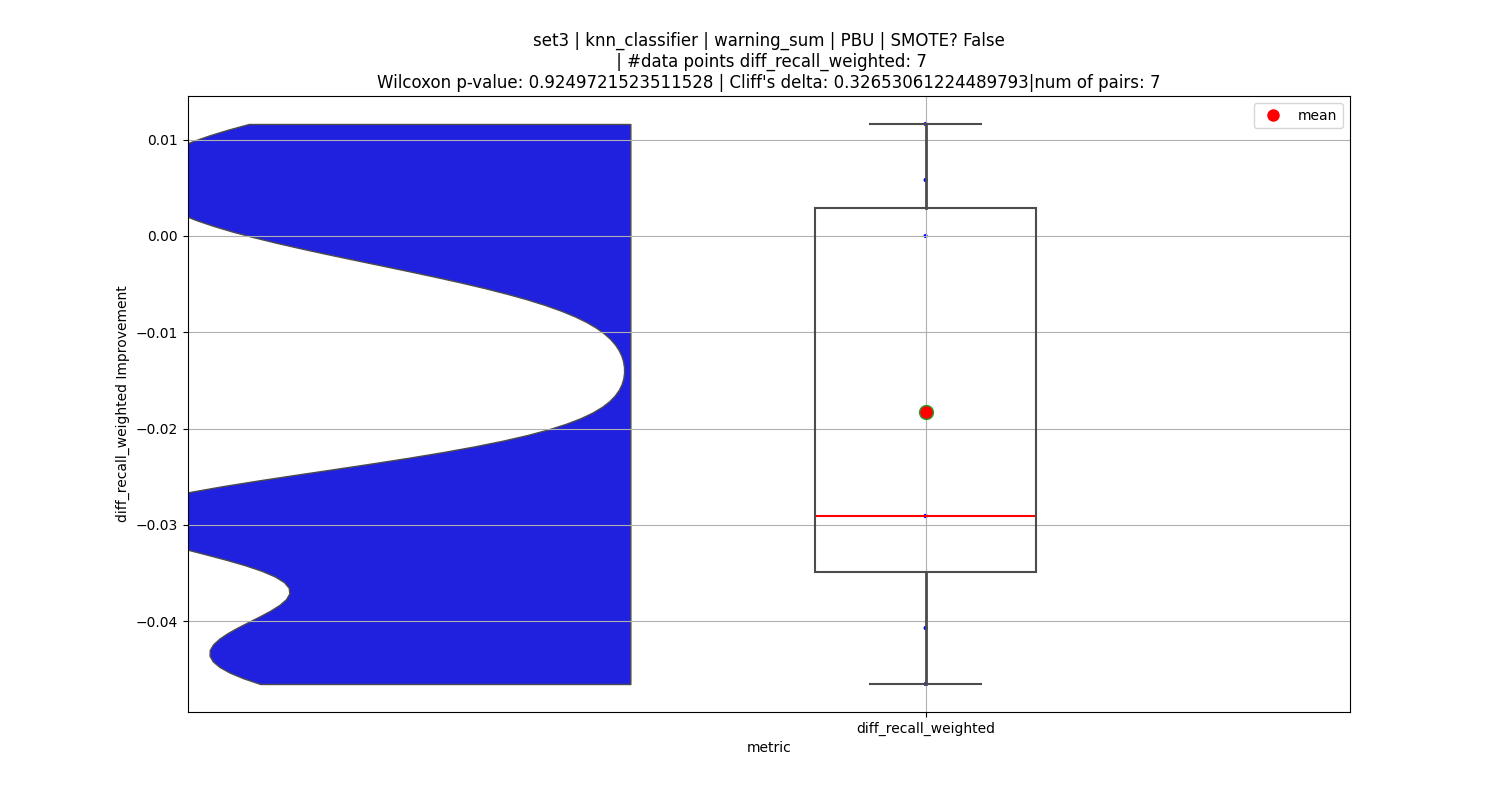 set3 | knn_classifier | warning_sum | PBU | SMOTE? False
| #data points diff_recall_weighted: 7
Wilcoxon p-value: 0.9249721523511528 | Cliff's delta: 0.32653061224489793|num of pairs: 7
mean
0.01
0.00
−0.01
−0.02
−0.03
−0.04
diff_recall_weighted Improvement
diff_recall_weighted
metric